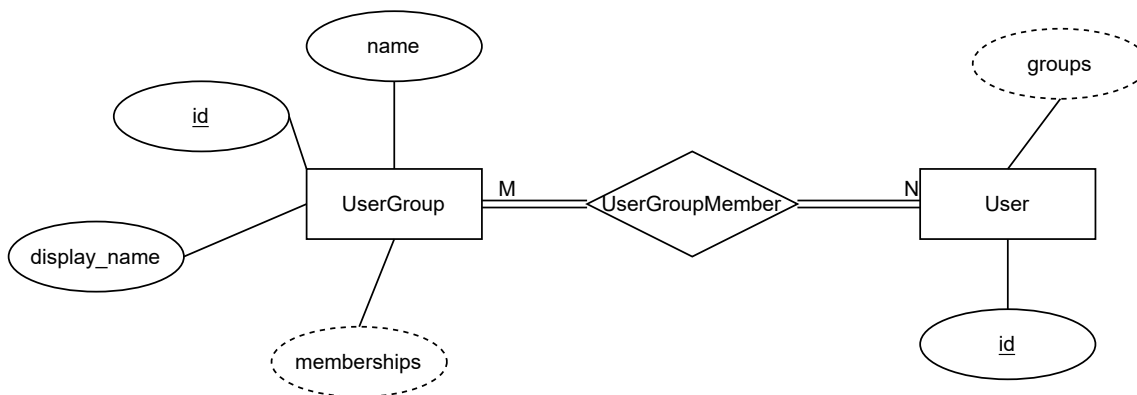 name
groups
id
UserGroup
M
UserGroupMember
N
User
display_name
memberships
id